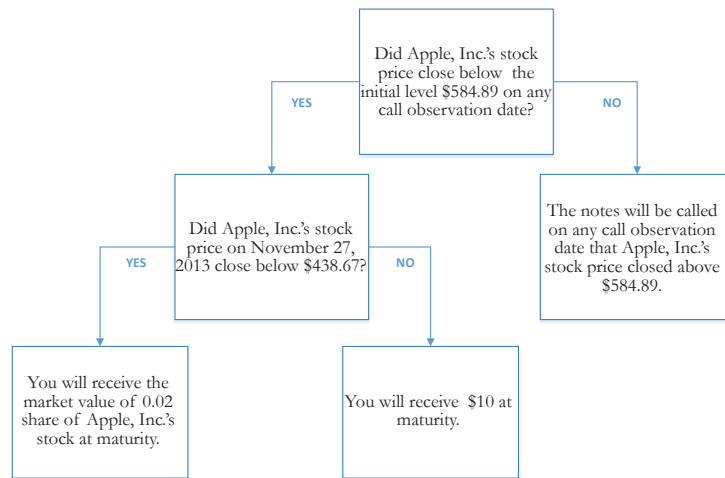 Did Apple, Inc.'s stock
price close below the
initial level $584.89 on any
call observation date?
YES
NO
Did Apple, Inc.'s stock
price on November 27,
2013 close below $438.67?
The notes will be called
on any call observation
date that Apple, Inc.'s
stock price closed above
$584.89.
YES
NO
You will receive the
market value of 0.02
share of Apple, Inc.'s
stock at maturity.
You will receive $10 at
maturity.